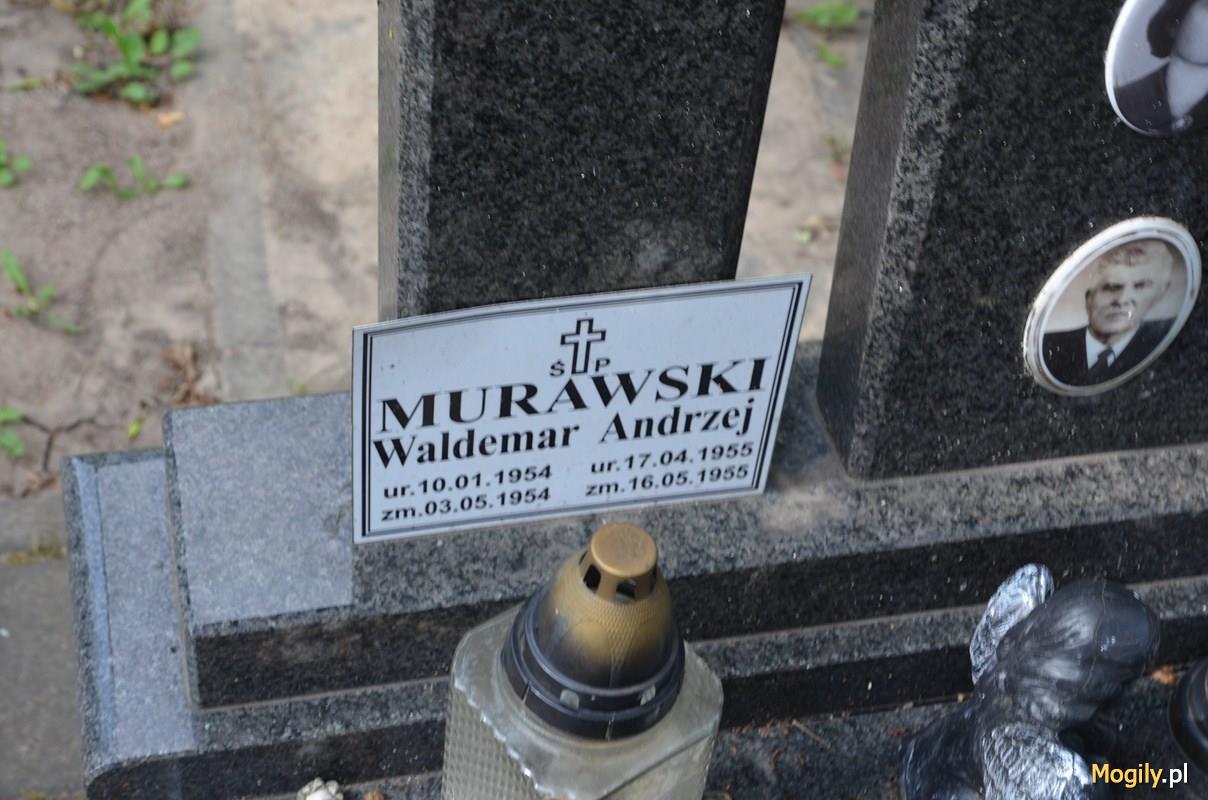 Ś P
MURAWSKI
Waldemar Andrzej
ur.10.01.1954 ur.17.04.1955
zm.03.05.1954 zm.16.05.1955
Mogily.pl